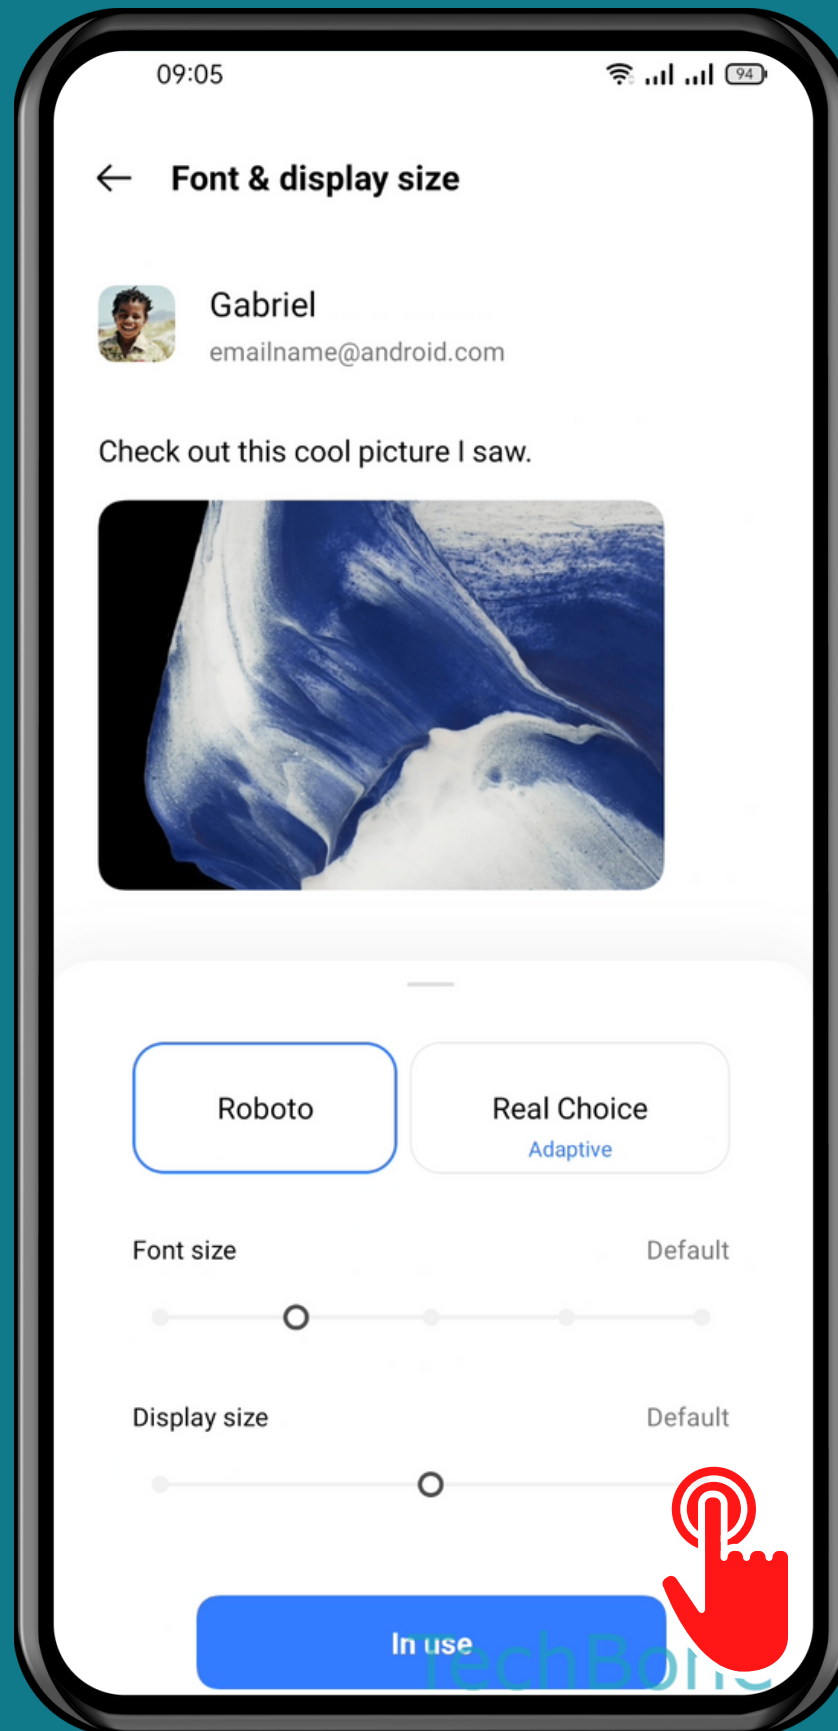 09:05
94
Font & display size
Gabriel
emailname@android.com
Check out this cool picture I saw.
Roboto
Real Choice
Adaptive
Font size
Default
Display size
Default
In use
TechBone